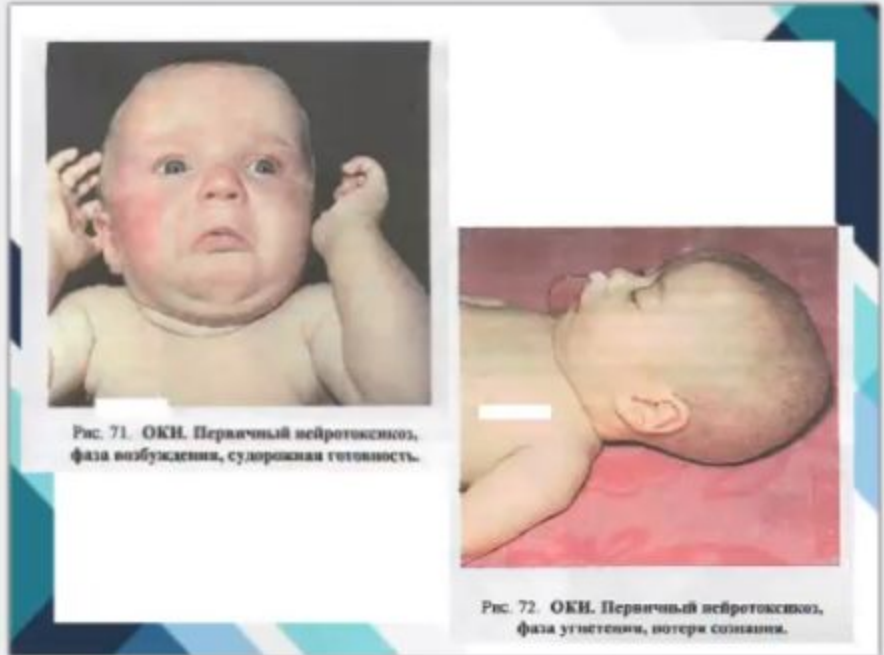 Рис. 71. ОКИ. Первичный нейротоксикоз,
фаза возбуждения, судорожная готовность.
Рис. 72. ОКИ. Первичный нейротоксикоз,
фаза угнетения, потеря сознания.